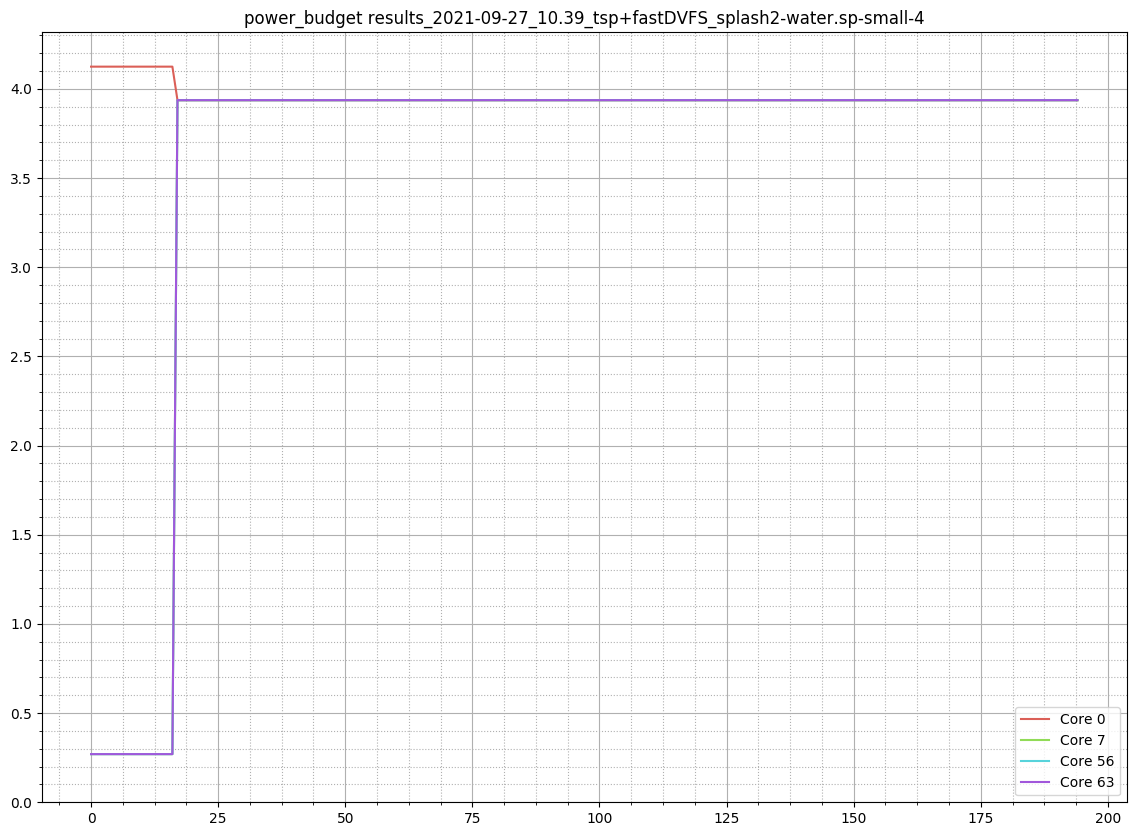 power_budget results_2021-09-27_10.39_tsp+fastDVFS_splash2-water.sp-small-4
4.0
3.5
3.0
2.5
2.0
1.5
1.0
0.5
0.0
Core 0
Core 7
Core 56
Core 63
0 25 50 75 100 125 150 175 200